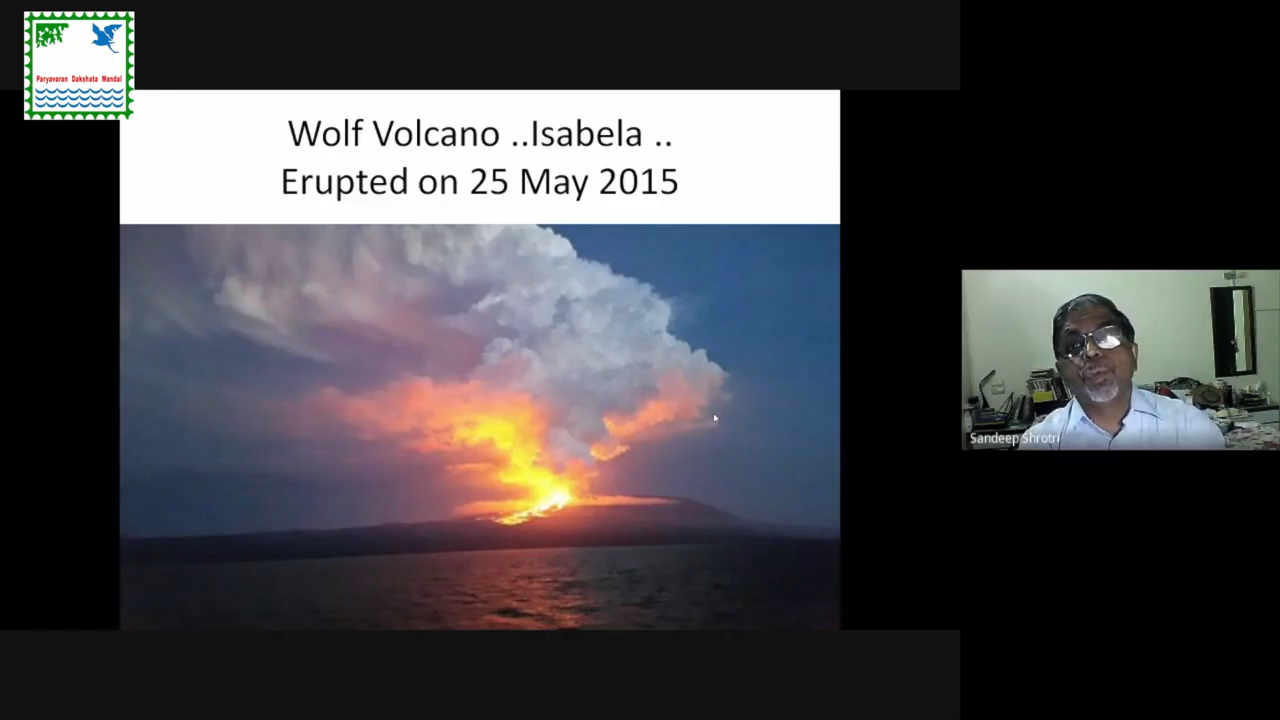 Paryavaran Dakshata Mandal
Wolf Volcano ..Isabela ..
Erupted on 25 May 2015
Sandeep Shrotri